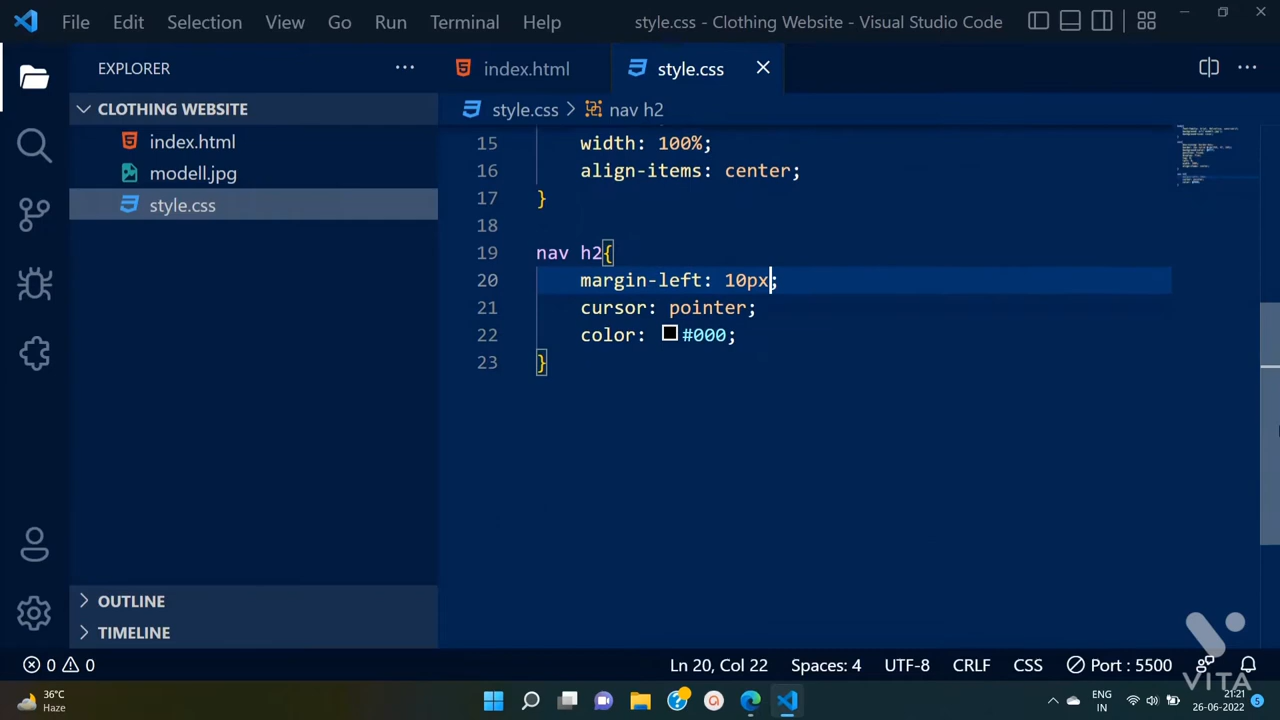 File Edit Selection View Go Run Terminal Help style.css - Clothing Website - Visual Studio Code
EXPLORER
index.html style.css
CLOTHING WEBSITE
style.css nav h2
index.html
modell.jpg
style.css
15 width: 100%;
16 align-items: center;
17 }
18
19 nav h2{
20 margin-left: 10px;
21 cursor: pointer;
22 color: #000;
23 }
OUTLINE
TIMELINE
0 0 Ln 20, Col 22 Spaces: 4 UTF-8 CRLF CSS Port : 5500
VITA
36°C
Haze
ENG
IN
21:21
26-06-2022
5